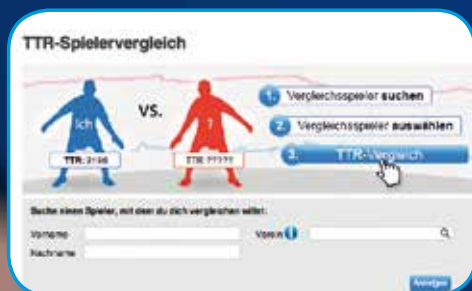 TTR-Spielervergleich
Ich
VS.
?
TTR:
TTR: ?????
1. Vergleichsspieler suchen
2. Vergleichsspieler auswählen
3. TTR-Vergleich
Suche einen Spieler, mit dem du dich vergleichen willst:
Vorname
Verein
Nachname
Anzeigen